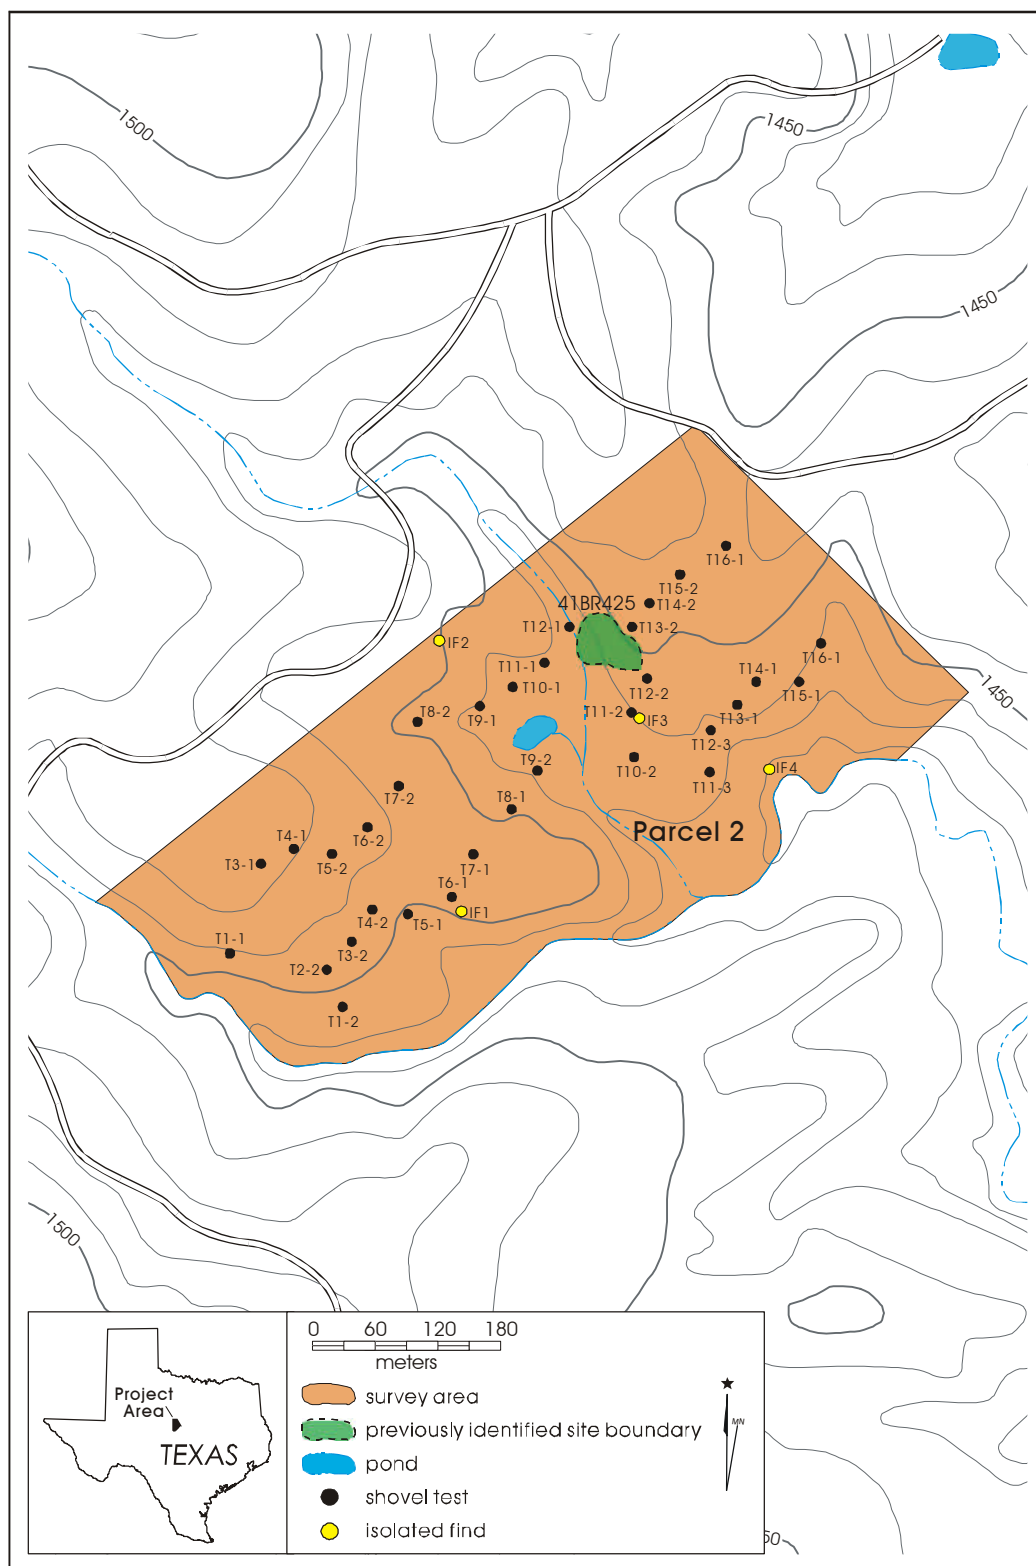 1500
1450
1450
T16-1
T15-2
41BR425
T14-2
T12-1
T13-2
IF2
T16-1
T11-1
T14-1
T10-1
T12-2
T15-1
1450
T8-2
T9-1
T11-2
IF3
T13-1
T12-3
T9-2
T10-2
IF4
T7-2
T11-3
T8-1
Parcel 2
T6-2
T4-1
T3-1
T5-2
T7-1
T6-1
IF1
T4-2
T5-1
T1-1
T3-2
T2-2
T1-2
1500
0 60 120 180
meters
survey area
previously identified site boundary
pond
shovel test
isolated find
Project
Area
TEXAS
MN
50